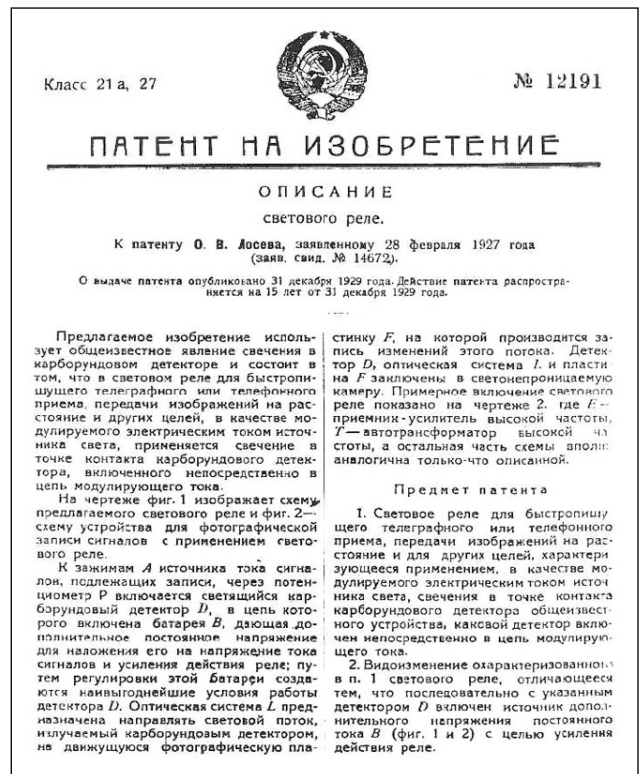 Класс 21 а, 27
№ 12191
ПАТЕНТ НА ИЗОБРЕТЕНИЕ
ОПИСАНИЕ
светового реле.
К патенту О. В. Лосева, заявленному 28 февраля 1927 года
(заяв. свид. № 14672).
О выдаче патента опубликовано 31 декабря 1929 года. Действие патента распростра-
няется на 15 лет от 31 декабря 1929 года.
Предлагаемое изобретение исполь-
зует общеизвестное явление свечения в
карборундовом детекторе и состоит в
том, что в световом реле для быстропи-
шущего телеграфного или телефонного
приема, передачи изображений на рас-
стояние и других целей, в качестве мо-
дулируемого электрическим током источ-
ника света, применяется свечение в
точке контакта карборундового детек-
тора, включенного непосредственно в
цепь модулирующего тока.
На чертеже фиг. 1 изображает схему
предлагаемого светового реле и фиг. 2—
схему устройства для фотографической
записи сигналов с применением свето-
вого реле.
К зажимам A источника тока сигна-
лов, подлежащих записи, через потен-
циометр P включается светящийся кар-
борундовый детектор D, в цепь кото-
рого включена батарея B, дающая до-
полнительное постоянное напряжение
для наложения его на напряжение тока
сигналов и усиления действия реле; пу-
тем регулировки этой батареи созда-
ются наивыгоднейшие условия работы
детектора D. Оптическая система L пред-
назначена направлять световой поток,
излучаемый карборундовым детектором,
на движущуюся фотографическую пла-
стинку F, на которой производится за-
пись изменений этого потока. Детек-
тор D, оптическая система l. и пласти
на F заключены в светонепроницаемую
камеру. Примерное включение светового
реле показано на чертеже 2. где E—
приемник-усилитель высокой частоты,
T—автотрансформатор высокой ча
стоты, а остальная часть схемы вполн
аналогична только-что описанной.
Предмет патента
1. Световое реле для быстропишу
щего телеграфного или телефонного
приема, передачи изображений на рас-
стояние и для других целей, характери
зующееся применением, в качестве мо-
дулируемого электрическим током источ
ника света, свечения в точке контакта
карборундового детектора общеизвест-
ного устройства, каковой детектор вклю-
чен непосредственно в цепь модулирую-
щего тока.
2. Видоизменение охарактеризованного
в п. 1 светового реле, отличающееся
тем, что последовательно с указанным
детектором D включен источник допол-
нительного напряжения постоянного
тока B (фиг. 1 и 2) с целью усиления
действия реле.